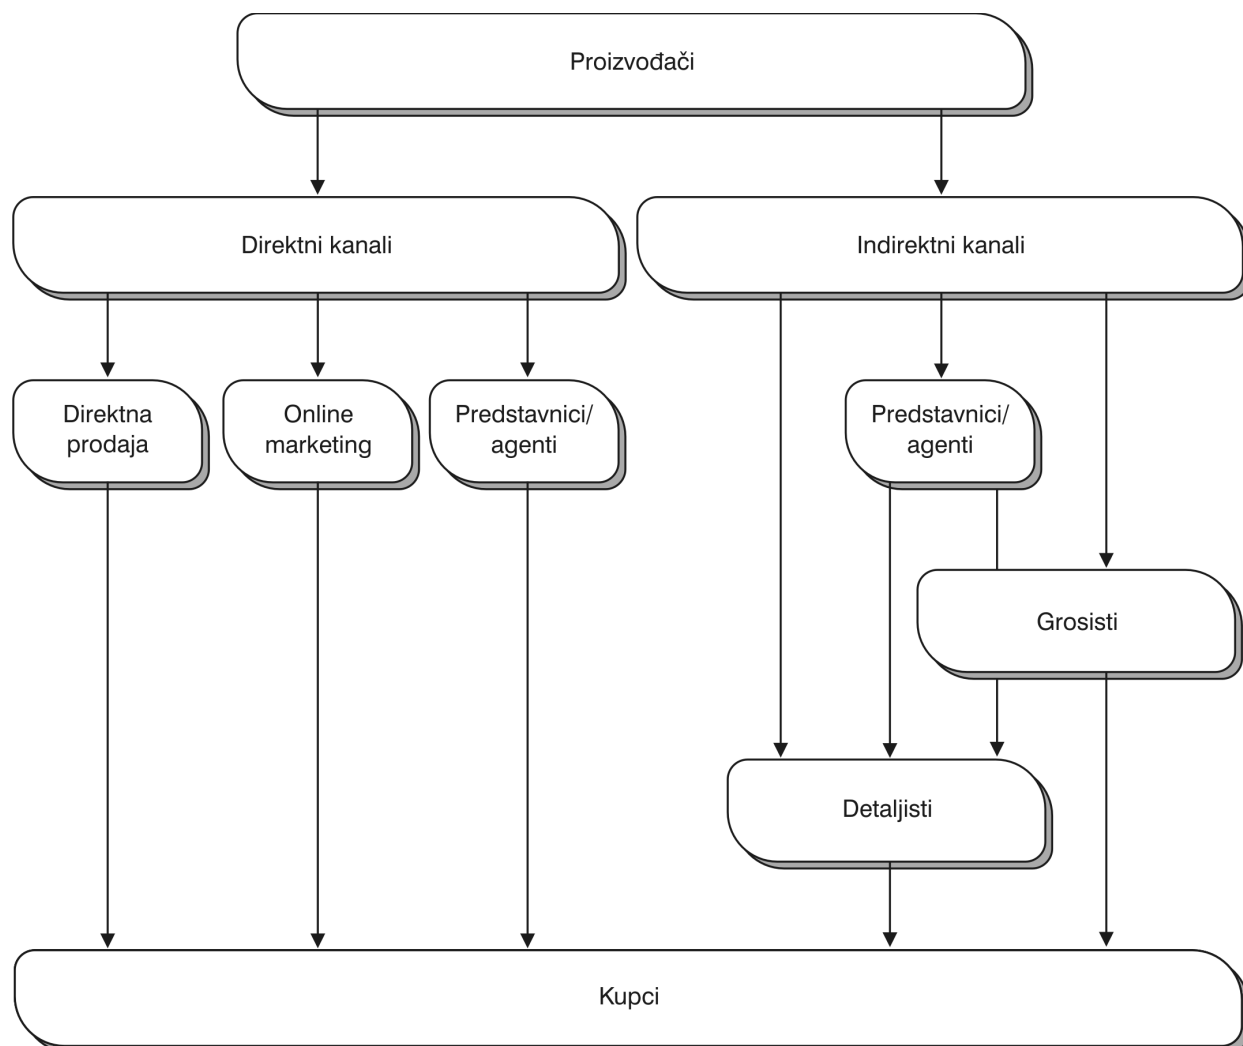 Proizvođači
Direktni kanali
Indirektni kanali
Direktna
prodaja
Online
marketing
Predstavnici/
agenti
Predstavnici/
agenti
Grosisti
Detaljisti
Kupci